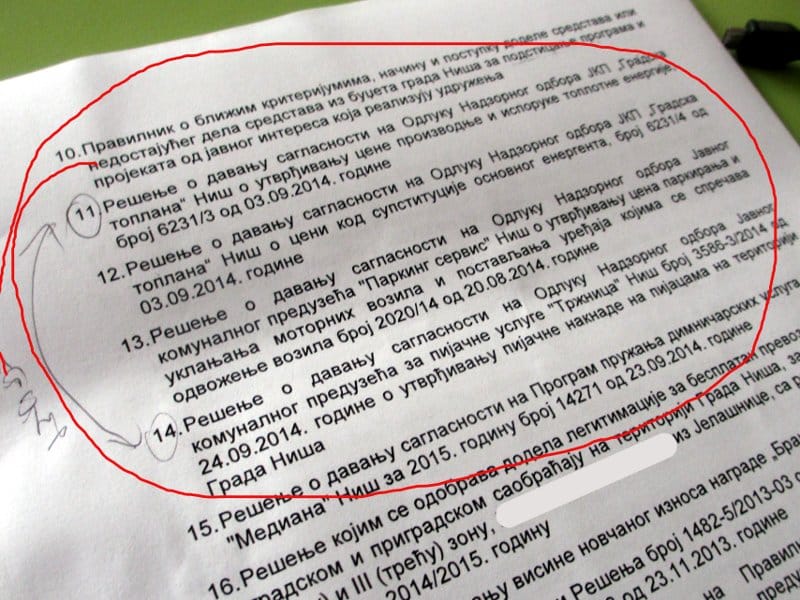 10. Правилник о ближим критеријумима, начину и поступку доделе средстава или
недостајућег дела средстава из буџета града Ниша за подстицање програма и
пројеката од јавног интереса која реализују удружења
11. Решење о давању сагласности на Одлуку Надзорног одбора ЈКП „Градска
топлана“ Ниш о утврђивању цене производње и испоруке топлотне енергије,
број 6231/3 од 03.09.2014. године
12. Решење о давању сагласности на Одлуку Надзорног одбора ЈКП „Градска
топлана“ Ниш о цени код супституције основног енергента, број 6231/4 од
03.09.2014. године
13. Решење о давању сагласности на Одлуку Надзорног одбора Јавног
комуналног предузећа "Паркинг сервис" Ниш о утврђивању цена паркирања и
уклањања моторних возила и постављања уређаја којима се спречава
одвожење возила број 2020/14 од 20.08.2014. године
14. Решење о давању сагласности на Одлуку Надзорног одбора Јавног
комуналног предузећа за пијачне услуге "Тржница" Ниш број 3586-3/2014 од
24.09.2014. године о утврђивању пијачне накнаде на пијацама на територији
Града Ниша
15. Решење о давању сагласности на Програм пружања димничарских услуга
"Медиана" Ниш за 2015. годину број 14271 од 23.09.2014. године
16. Решење којим се одобрава додела легитимације за бесплатан превоз
градском и приградском саобраћају на територији Града Ниша, за
) и III (трећу) зону, из Јелашнице, са
2014/2015. годину
висине новчаног износа награде „Бра
Решења број 1482-5/2013-03
од 23.11.2013. године
на Правилн